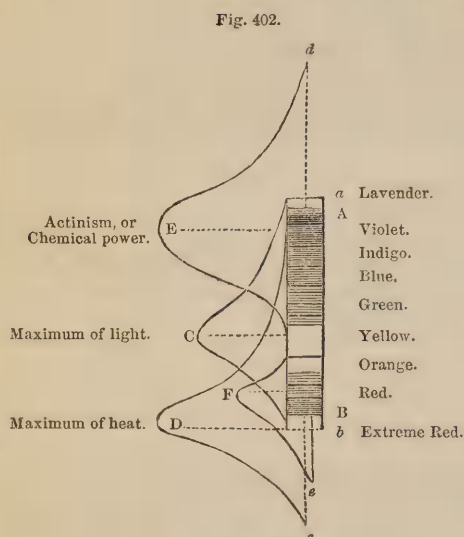 Fig. 402.
d
a Lavender.
A
Actinism, or
Chemical power.
E
Violet.
Indigo.
Blue,
Green.
Maximum of light.
C
Yellow.
Orange.
F
Red.
B
Maximum of heat.
D
b Extreme Red.
e